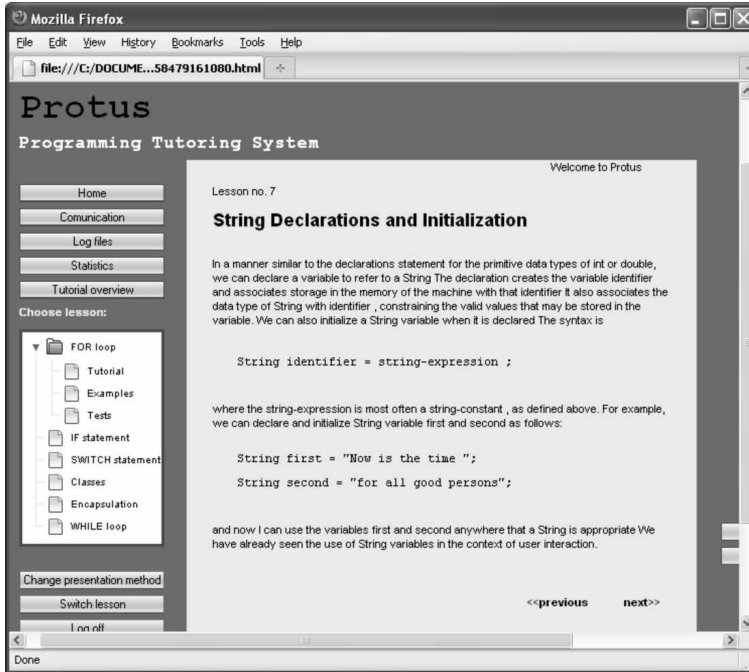 Mozilla Firefox
File Edit View History Bookmarks Tools Help
file:///C:/DOCUME...58479161080.html
Protus
Programming Tutoring System
Welcome to Protus
Home
Comunication
Log files
Statistics
Tutorial overview
Choose lesson:
FOR loop
Tutorial
Examples
Tests
IF statement
SWITCH statement
Classes
Encapsulation
WHILE loop
Change presentation method
Switch lesson
Log off
Lesson no. 7
String Declarations and Initialization
In a manner similar to the declarations statement for the primitive data types of int or double,
we can declare a variable to refer to a String The declaration creates the variable identifier
and associates storage in the memory of the machine with that identifier It also associates the
data type of String with identifier , constraining the valid values that may be stored in the
variable. We can also initialize a String variable when it is declared The syntax is
String identifier = string-expression ;
where the string-expression is most often a string-constant , as defined above. For example,
we can declare and initialize String variable first and second as follows:
String first = "Now is the time ";
String second = "for all good persons";
and now I can use the variables first and second anywhere that a String is appropriate We
have already seen the use of String variables in the context of user interaction.
<<previous next>>
Done